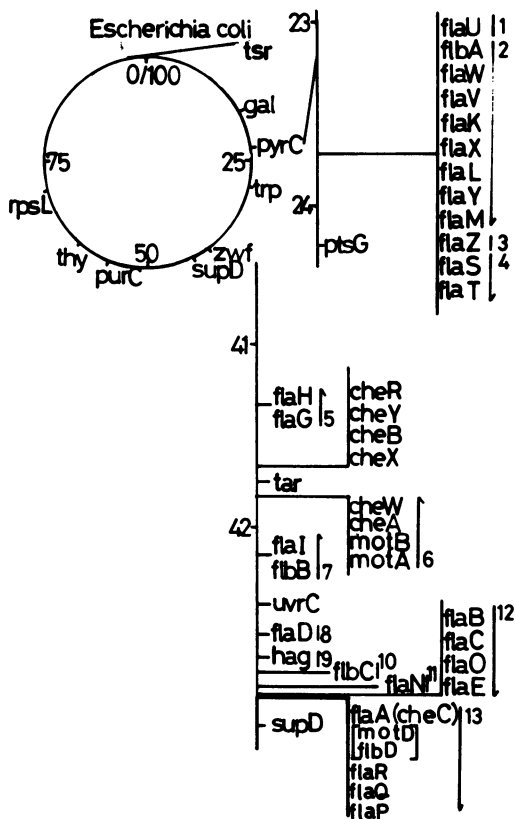 Escherichia coli
tsr
0/100
gal
pyrC
25
trp
zwf
supD
50
purC
thy
rpsL
75
23
24
ptsG
flaU 1
flbA 2
flaW
flaV
flaK
flaX
flaL
flaY
flaM
flaZ 3
flaS 4
flaT
41
flaH
flaG 5
cheR
cheY
cheB
cheX
tar
cheW
cheA
motB
motA 6
42
flaI
flbB 7
uvrC
flaD 8
hag 9
flbC 10
flaN 11
flaB 12
flaC
flaO
flaE
supD
flaA (cheC) 13
[motD
flbD]
flaR
flaQ
flaP